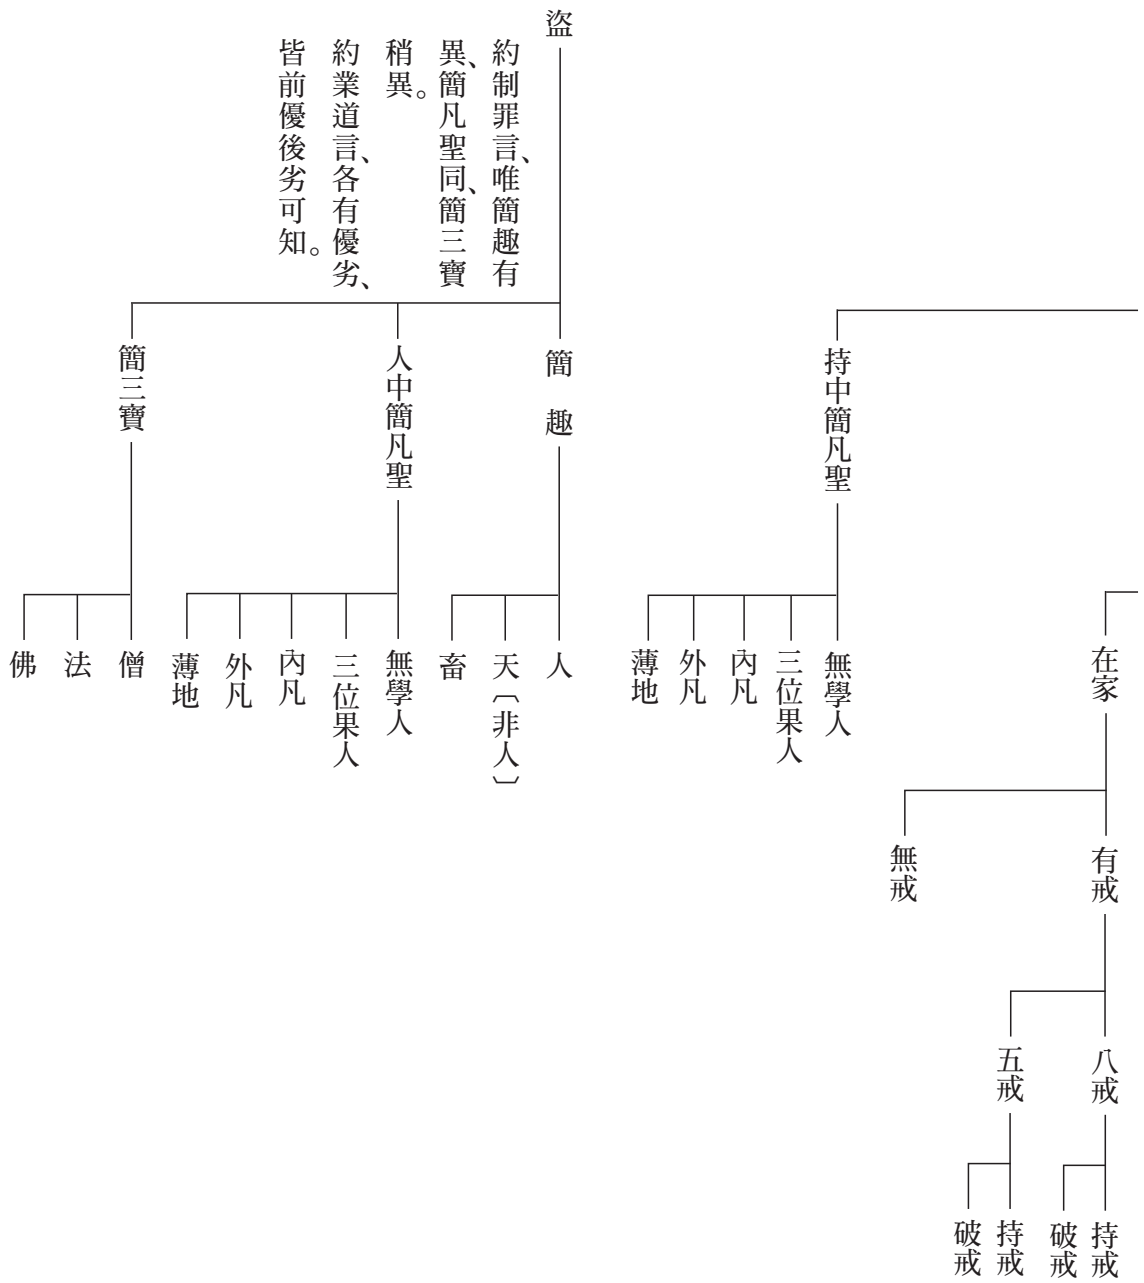 在家
有戒
八戒
持戒
破戒
五戒
持戒
破戒
無戒
持中簡凡聖
無學人
三位果人
內凡
外凡
薄地
盜
約制罪言、唯簡趣有
異、簡凡聖同、簡三寶
稍異。
約業道言、各有優劣、
皆前優後劣可知。
簡趣
人
天〔非人〕
畜
人中簡凡聖
無學人
三位果人
內凡
外凡
薄地
簡三寶
僧
法
佛